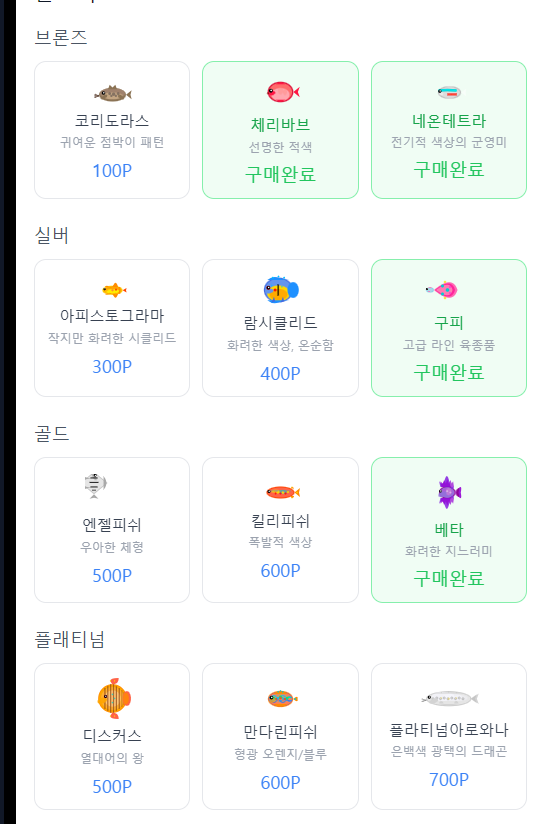 브론즈
코리도라스
귀여운 점박이 패턴
100P
체리바브
선명한 적색
구매완료
네온테트라
전기적 색상의 군영미
구매완료
실버
아피스토그라마
작지만 화려한 시클리드
300P
람시클리드
화려한 색상, 온순함
400P
구피
고급 라인 육종품
구매완료
골드
엔젤피쉬
우아한 체형
500P
킬리피쉬
폭발적 색상
600P
베타
화려한 지느러미
구매완료
플래티넘
디스커스
열대어의 왕
500P
만다린피쉬
형광 오렌지/블루
600P
플라티넘아로와나
은백색 광택의 드래곤
700P